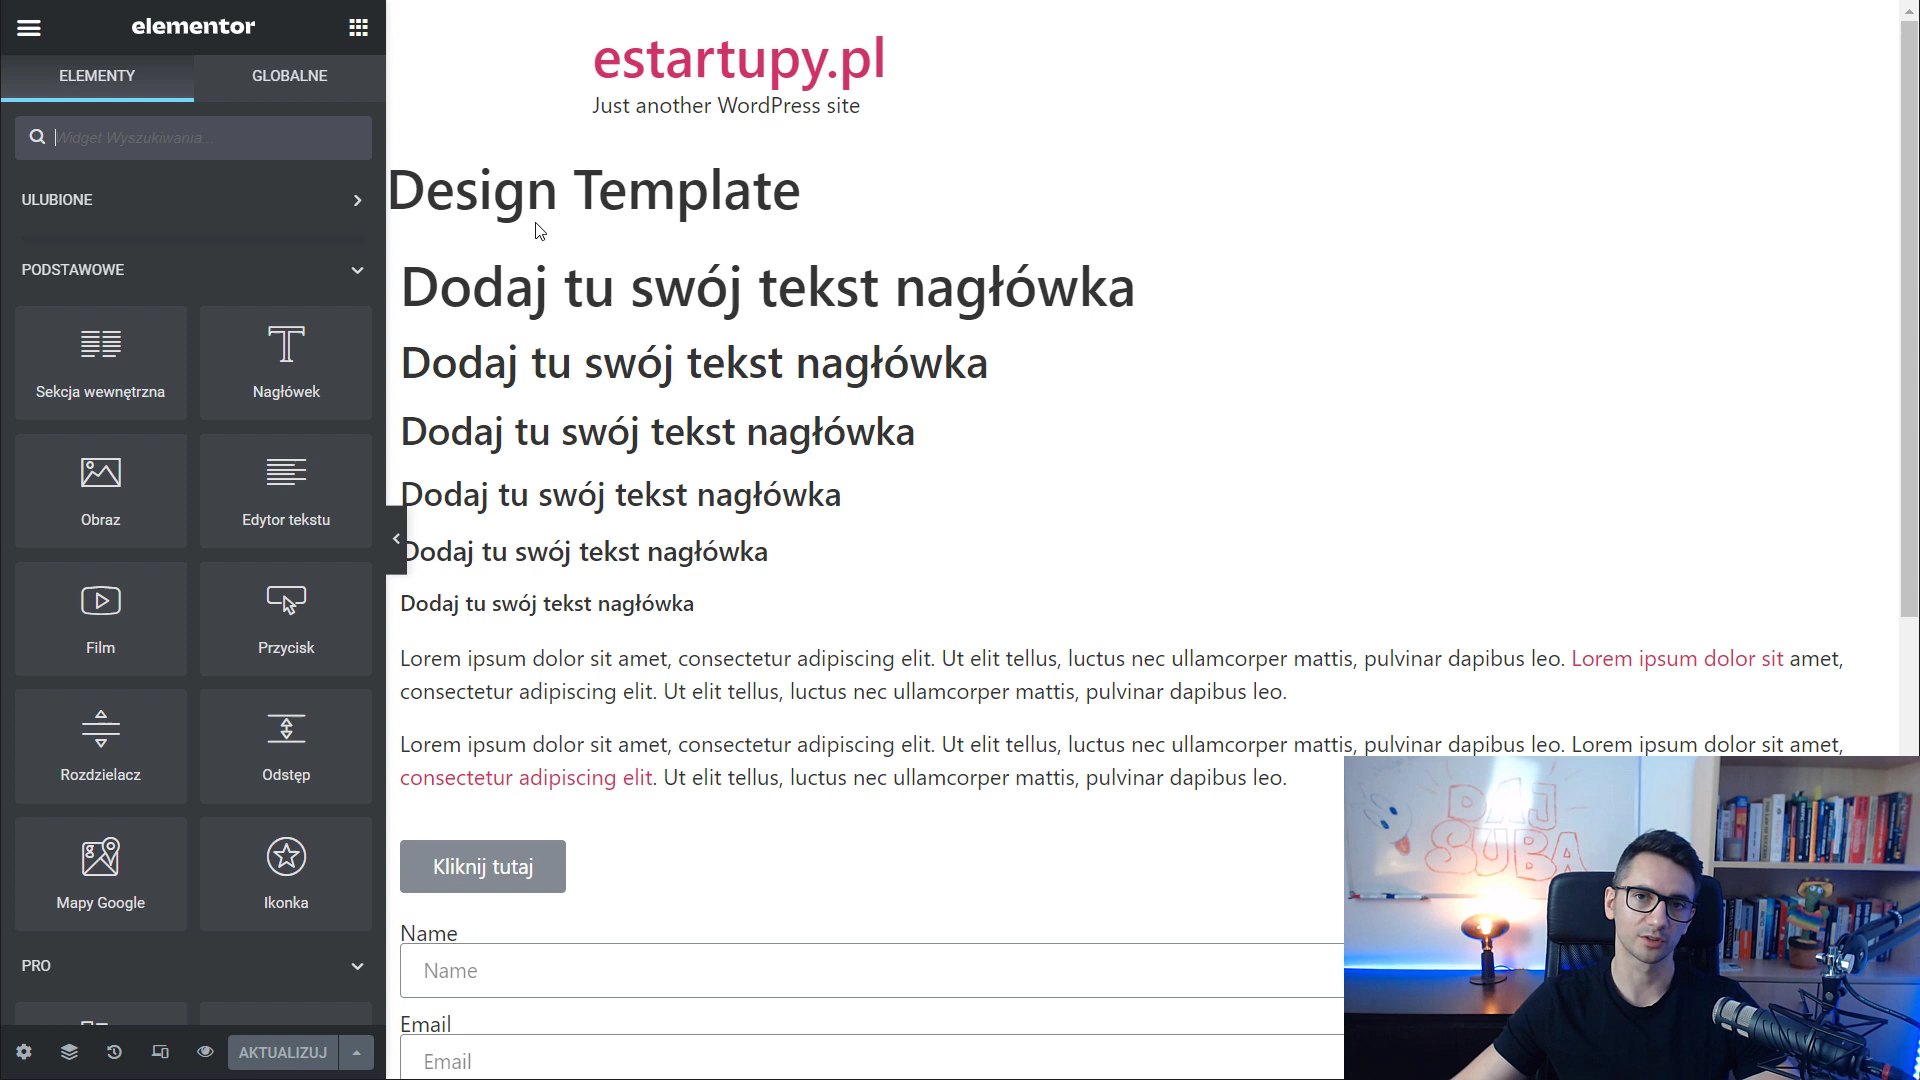 elementor
ELEMENTY
GLOBALNE
Widget Wyszukiwania...
ULUBIONE
PODSTAWOWE
Sekcja wewnętrzna
Nagłówek
Obraz
Edytor tekstu
Film
Przycisk
Rozdzielacz
Odstęp
Mapy Google
Ikonka
PRO
AKTUALIZUJ
estartupy.pl
Just another WordPress site
Design Template
Dodaj tu swój tekst nagłówka
Dodaj tu swój tekst nagłówka
Dodaj tu swój tekst nagłówka
Dodaj tu swój tekst nagłówka
Dodaj tu swój tekst nagłówka
Dodaj tu swój tekst nagłówka
Lorem ipsum dolor sit amet, consectetur adipiscing elit. Ut elit tellus, luctus nec ullamcorper mattis, pulvinar dapibus leo. Lorem ipsum dolor sit amet,
consectetur adipiscing elit. Ut elit tellus, luctus nec ullamcorper mattis, pulvinar dapibus leo.
Lorem ipsum dolor sit amet, consectetur adipiscing elit. Ut elit tellus, luctus nec ullamcorper mattis, pulvinar dapibus leo. Lorem ipsum dolor sit amet,
consectetur adipiscing elit. Ut elit tellus, luctus nec ullamcorper mattis, pulvinar dapibus leo.
Kliknij tutaj
Name
Name
Email
Email
DAJ
SUBA